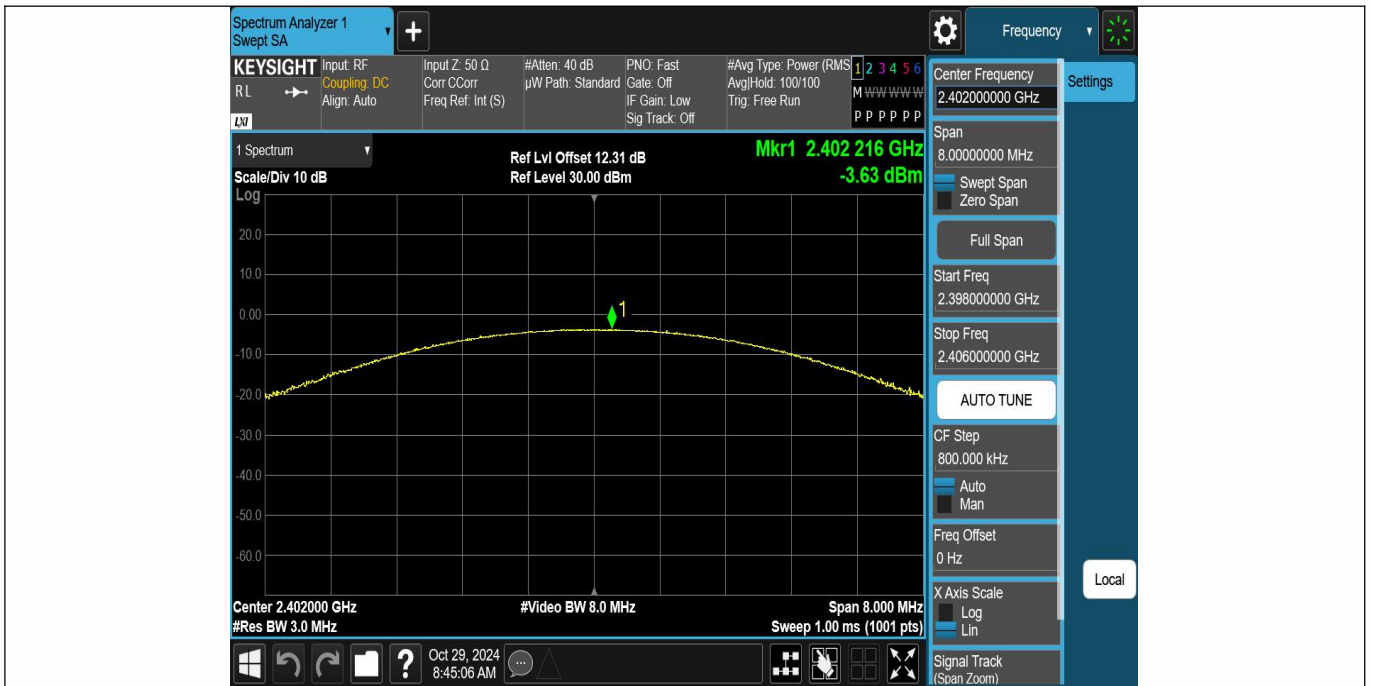 Spectrum Analyzer 1
Swept SA
+
Frequency
KEYSIGHT
RL
LXI
Input: RF
Coupling: DC
Align: Auto
Input Z: 50 Ω
Corr CCorr
Freq Ref: Int (S)
#Atten: 40 dB
µW Path: Standard
PNO: Fast
Gate: Off
IF Gain: Low
Sig Track: Off
#Avg Type: Power (RMS
Avg|Hold: 100/100
Trig: Free Run
1 2 3 4 5 6
M W W W W W
P P P P P P
1 Spectrum
Scale/Div 10 dB
Log
Ref Lvl Offset 12.31 dB
Ref Level 30.00 dBm
Mkr1 2.402 216 GHz
-3.63 dBm
20.0
10.0
0.00
-10.0
-20.0
-30.0
-40.0
-50.0
-60.0
1
Center 2.402000 GHz
#Res BW 3.0 MHz
#Video BW 8.0 MHz
Span 8.000 MHz
Sweep 1.00 ms (1001 pts)
Center Frequency
2.402000000 GHz
Settings
Span
8.00000000 MHz
Swept Span
Zero Span
Full Span
Start Freq
2.398000000 GHz
Stop Freq
2.406000000 GHz
AUTO TUNE
CF Step
800.000 kHz
Auto
Man
Freq Offset
0 Hz
X Axis Scale
Log
Lin
Local
Signal Track
(Span Zoom)
?
Oct 29, 2024
8:45:06 AM